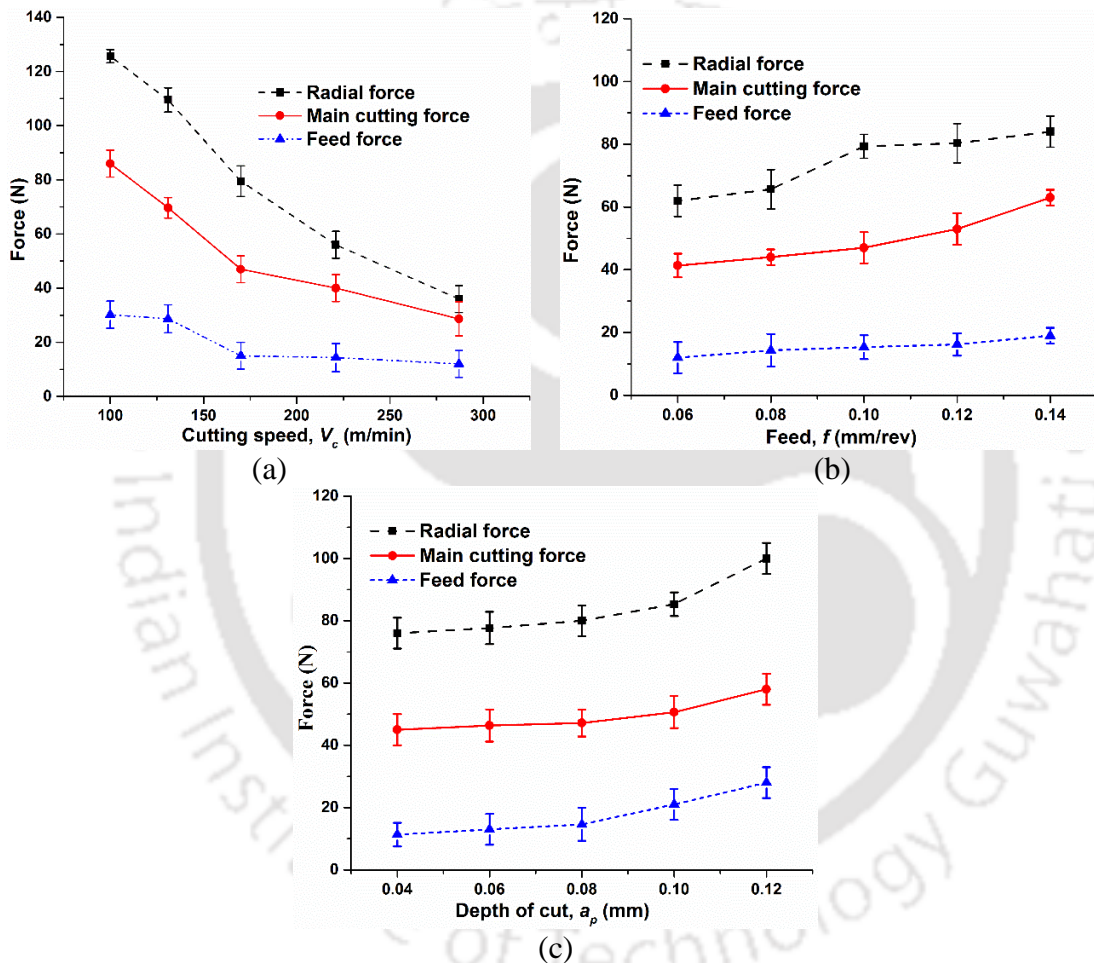 140
120
100
80
60
40
20
0
Force (N)
Radial force
Main cutting force
Feed force
100 150 200 250 300
Cutting speed, V_c (m/min)
(a)
120
100
80
60
40
20
0
Force (N)
Radial force
Main cutting force
Feed force
0.06 0.08 0.10 0.12 0.14
Feed, f (mm/rev)
(b)
120
100
80
60
40
20
0
Force (N)
Radial force
Main cutting force
Feed force
0.04 0.06 0.08 0.10 0.12
Depth of cut, a_p (mm)
(c)
Indian Institute of Technology Guwahati